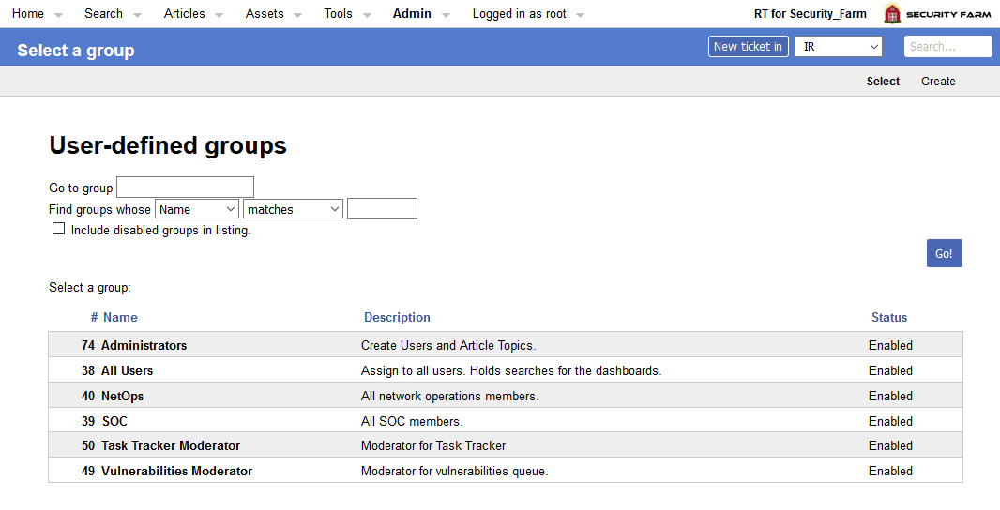 Home Search Articles Assets Tools Admin Logged in as root RT for Security_Farm SECURITY FARM
Select a group New ticket in IR Search...
Select Create
User-defined groups
Go to group
Find groups whose Name matches
Include disabled groups in listing.
Go!
Select a group:
# Name Description Status
74 Administrators Create Users and Article Topics. Enabled
38 All Users Assign to all users. Holds searches for the dashboards. Enabled
40 NetOps All network operations members. Enabled
39 SOC All SOC members. Enabled
50 Task Tracker Moderator Moderator for Task Tracker Enabled
49 Vulnerabilities Moderator Moderator for vulnerabilities queue. Enabled